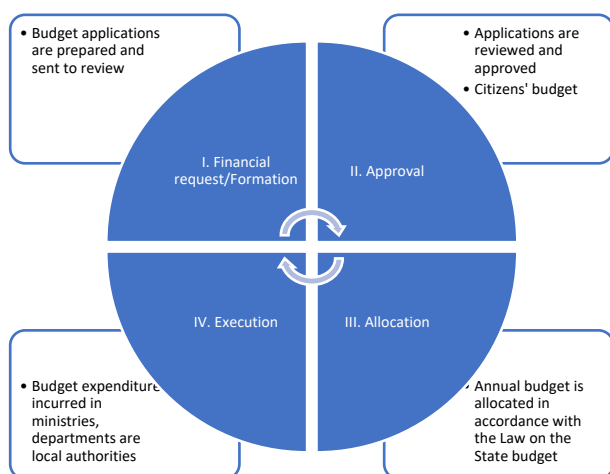 • Budget applications
are prepared and
sent to review
• Applications are
reviewed and
approved
• Citizens' budget
I. Financial
request/Formation
II. Approval
IV. Execution
III. Allocation
• Budget expenditure
incurred in
ministries,
departments are
local authorities
• Annual budget is
allocated in
accordance with
the Law on the
State budget